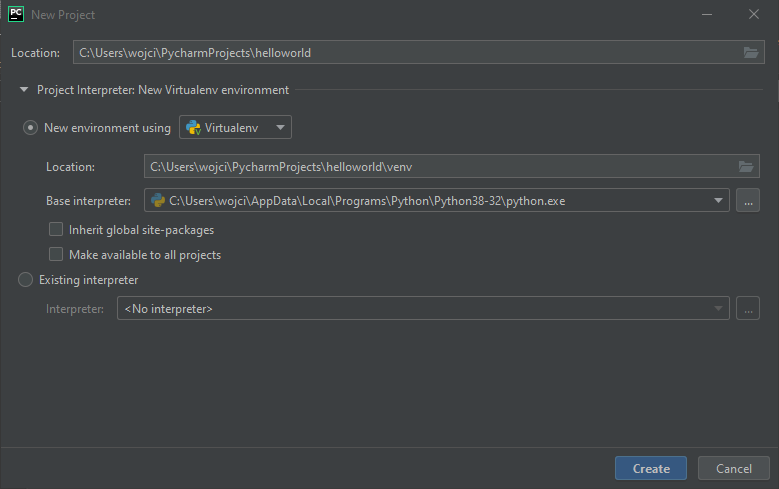 PC New Project
Location: C:\Users\wojci\PycharmProjects\helloworld
Project Interpreter: New Virtualenv environment
New environment using Virtualenv
Location: C:\Users\wojci\PycharmProjects\helloworld\venv
Base interpreter: C:\Users\wojci\AppData\Local\Programs\Python\Python38-32\python.exe ...
Inherit global site-packages
Make available to all projects
Existing interpreter
Interpreter: <No interpreter> ...
Create Cancel